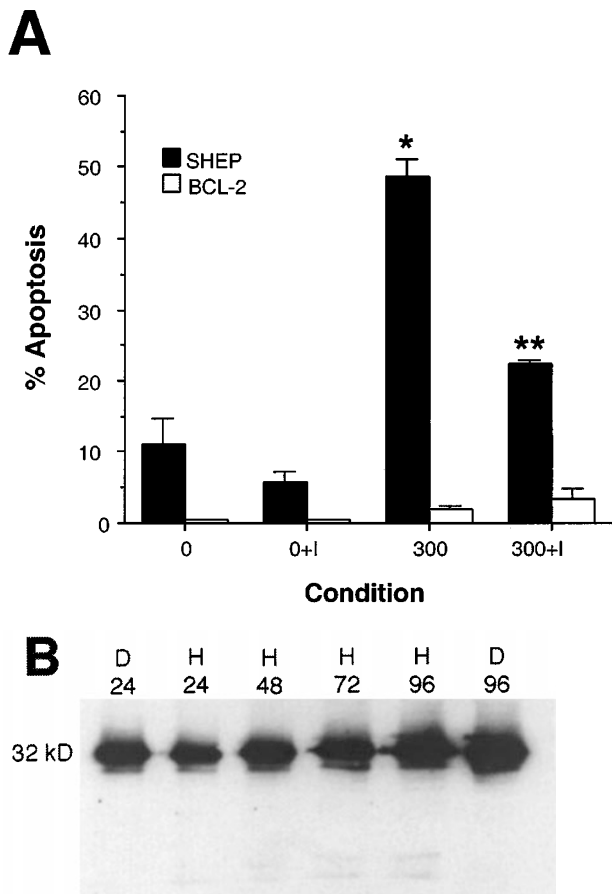 A
60
50
40
30
20
10
0
% Apoptosis
SHEP
BCL-2
*
**
0 0+I 300 300+I
Condition
B
D H H H H D
24 24 48 72 96 96
32 kD